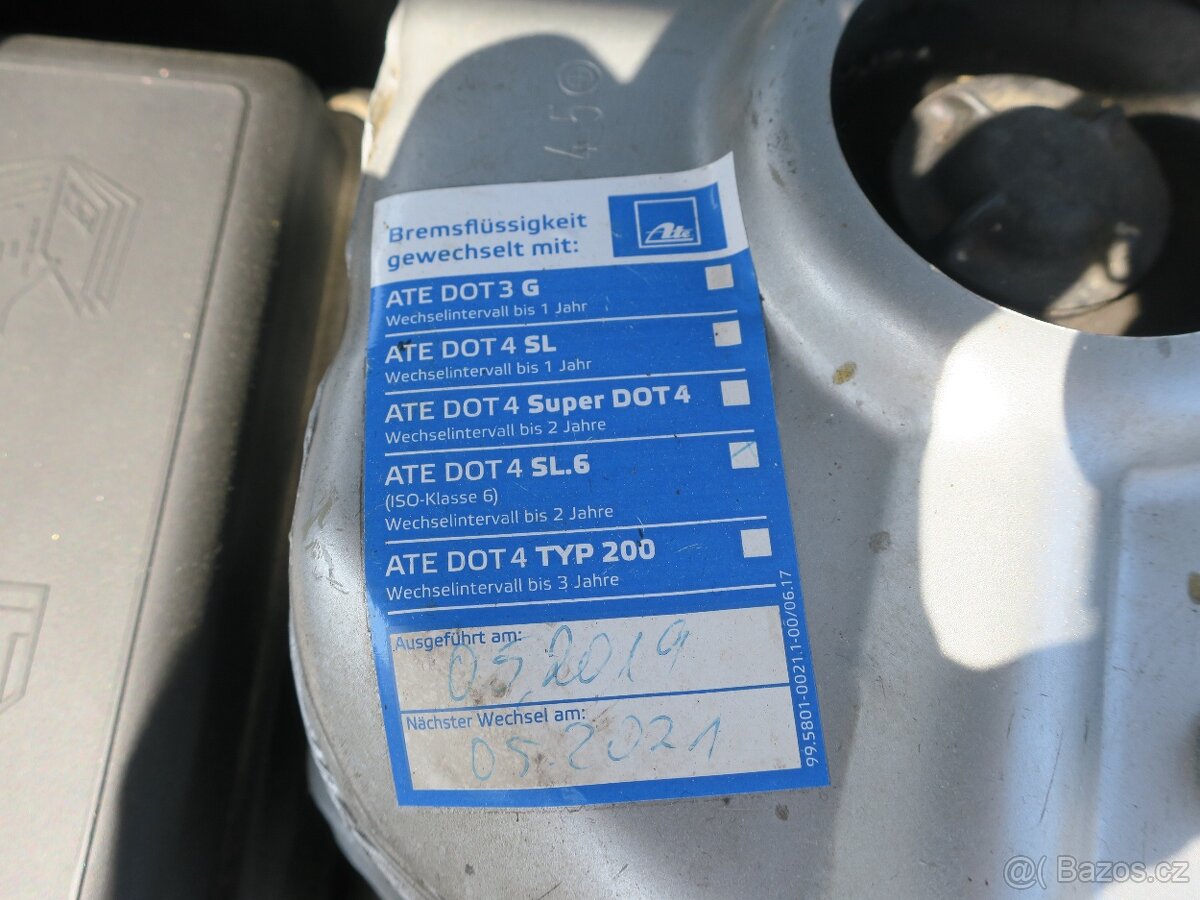 45
Bremsflüssigkeit
gewechselt mit:
Ate
ATE DOT 3 G
Wechselintervall bis 1 Jahr
ATE DOT 4 SL
Wechselintervall bis 1 Jahr
ATE DOT 4 Super DOT 4
Wechselintervall bis 2 Jahre
ATE DOT 4 SL.6
(ISO-Klasse 6)
Wechselintervall bis 2 Jahre
ATE DOT 4 TYP 200
Wechselintervall bis 3 Jahre
Ausgeführt am:
05.2019
Nächster Wechsel am:
05.2021
99.5801-0021.1-00/06.17
@( Bazos.cz